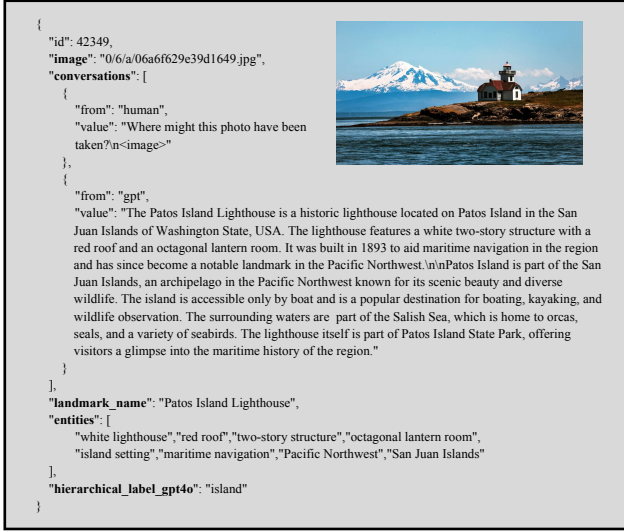 {
"id": 42349,
"image": "0/6/a/06a6f629e39d1649.jpg",
"conversations": [
{
"from": "human",
"value": "Where might this photo have been
taken?\n<image>"
},
{
"from": "gpt",
"value": "The Patos Island Lighthouse is a historic lighthouse located on Patos Island in the San
Juan Islands of Washington State, USA. The lighthouse features a white two-story structure with a
red roof and an octagonal lantern room. It was built in 1893 to aid maritime navigation in the region
and has since become a notable landmark in the Pacific Northwest.\n\nPatos Island is part of the San
Juan Islands, an archipelago in the Pacific Northwest known for its scenic beauty and diverse
wildlife. The island is accessible only by boat and is a popular destination for boating, kayaking, and
wildlife observation. The surrounding waters are  part of the Salish Sea, which is home to orcas,
seals, and a variety of seabirds. The lighthouse itself is part of Patos Island State Park, offering
visitors a glimpse into the maritime history of the region."
}
],
"landmark_name": "Patos Island Lighthouse",
"entities": [
"white lighthouse","red roof","two-story structure","octagonal lantern room",
"island setting","maritime navigation","Pacific Northwest","San Juan Islands"
],
"hierarchical_label_gpt4o": "island"
}